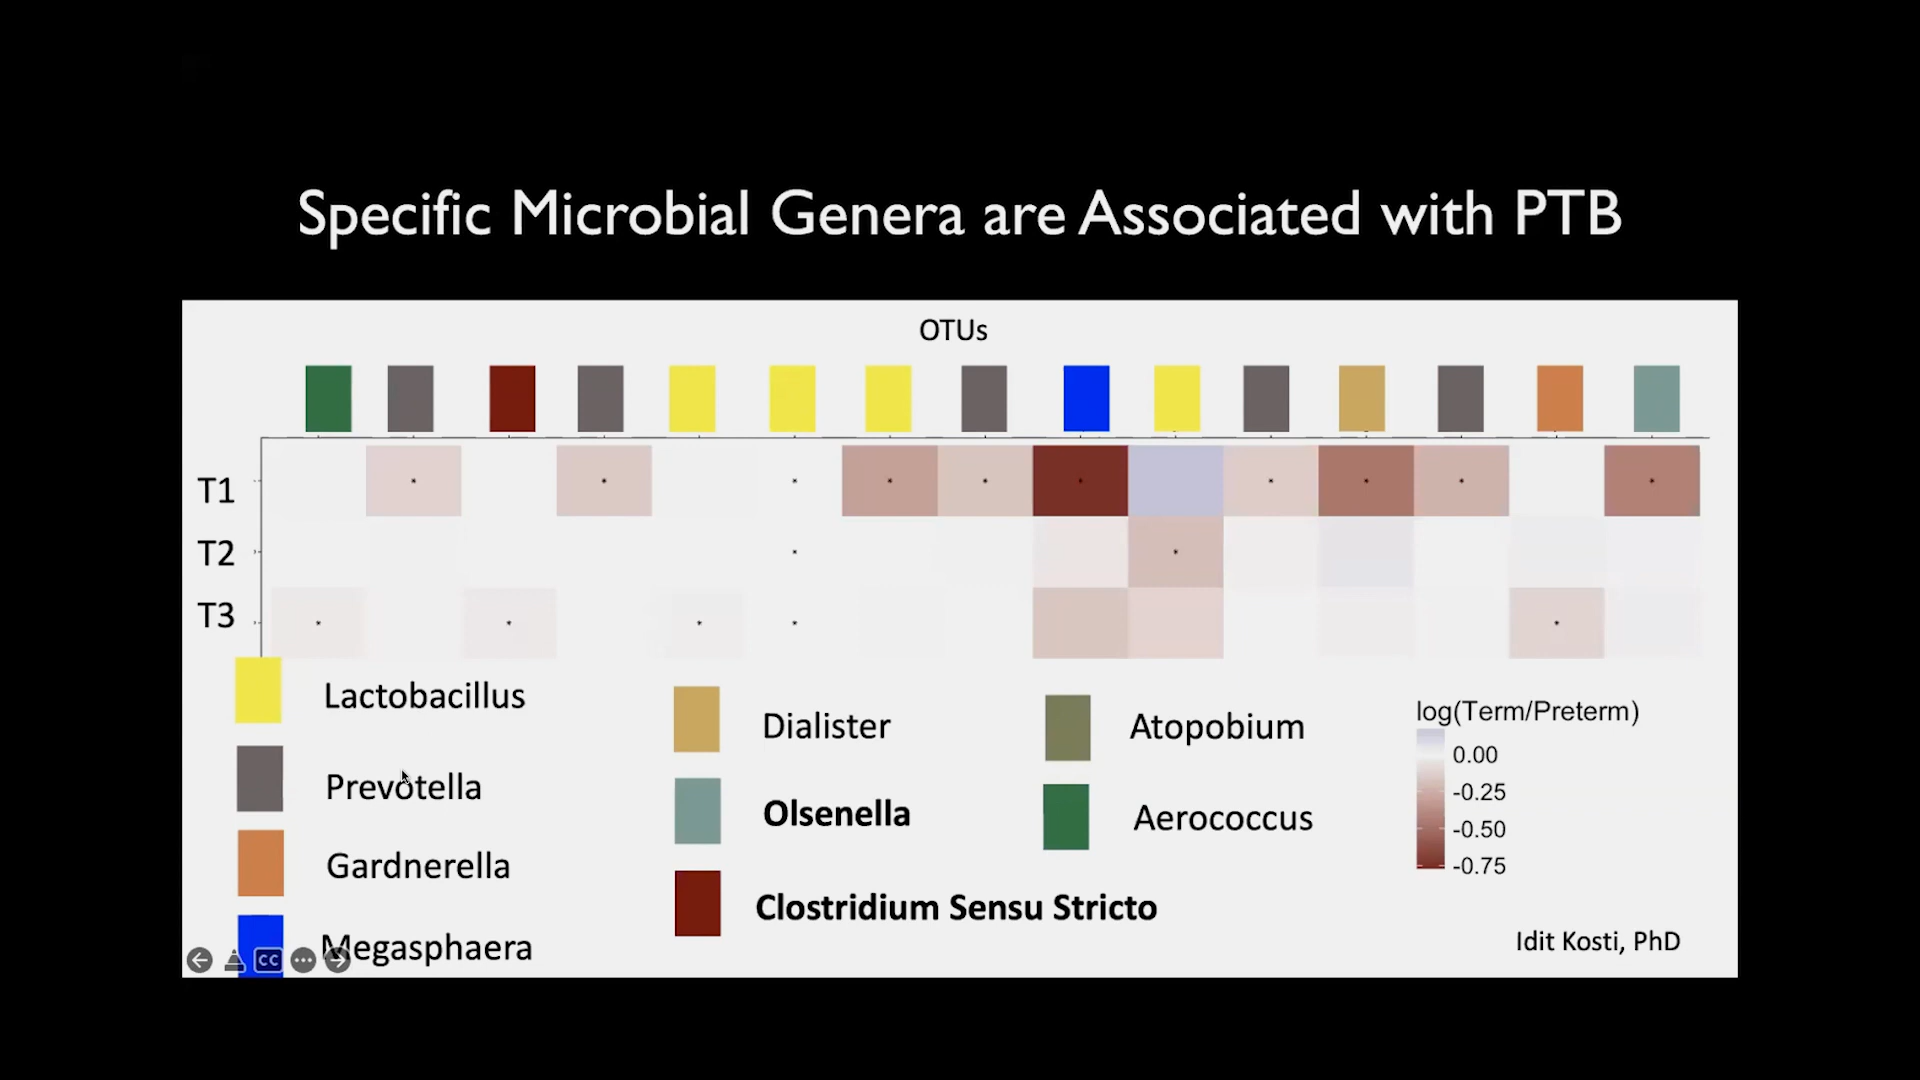 Specific Microbial Genera are Associated with PTB
OTUs
T1
T2
T3
Lactobacillus
Prevotella
Gardnerella
Megasphaera
Dialister
Olsenella
Clostridium Sensu Stricto
Atopobium
Aerococcus
log(Term/Preterm)
0.00
-0.25
-0.50
-0.75
Idit Kosti, PhD
CC